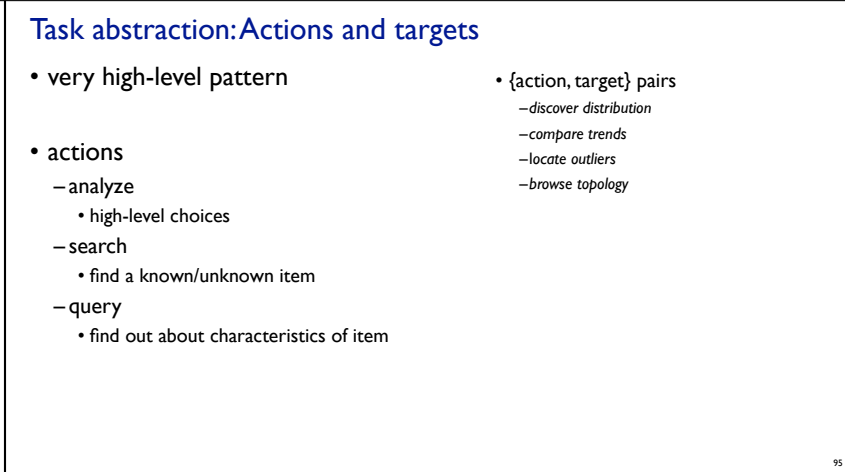 Task abstraction: Actions and targets
• very high-level pattern
• actions
– analyze
• high-level choices
– search
• find a known/unknown item
– query
• find out about characteristics of item
• {action, target} pairs
–discover distribution
–compare trends
–locate outliers
–browse topology
95